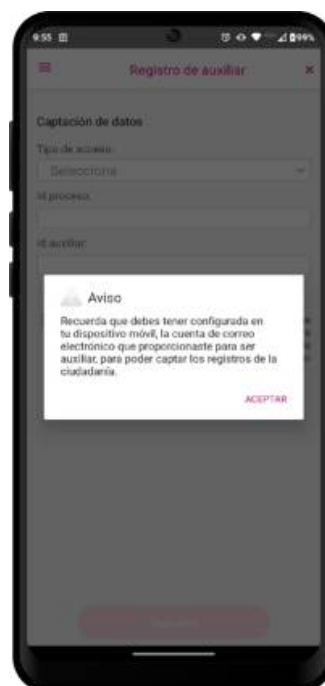 9:55
99%
Registro de auxiliar
Captación de datos
Tipo de acceso:
Selecciona
Id proceso:
Id auxiliar:
Aviso
Recuerda que debes tener configurada en
tu dispositivo móvil, la cuenta de correo
electrónico que proporcionaste para ser
auxiliar, para poder captar los registros de la
ciudadanía.
ACEPTAR